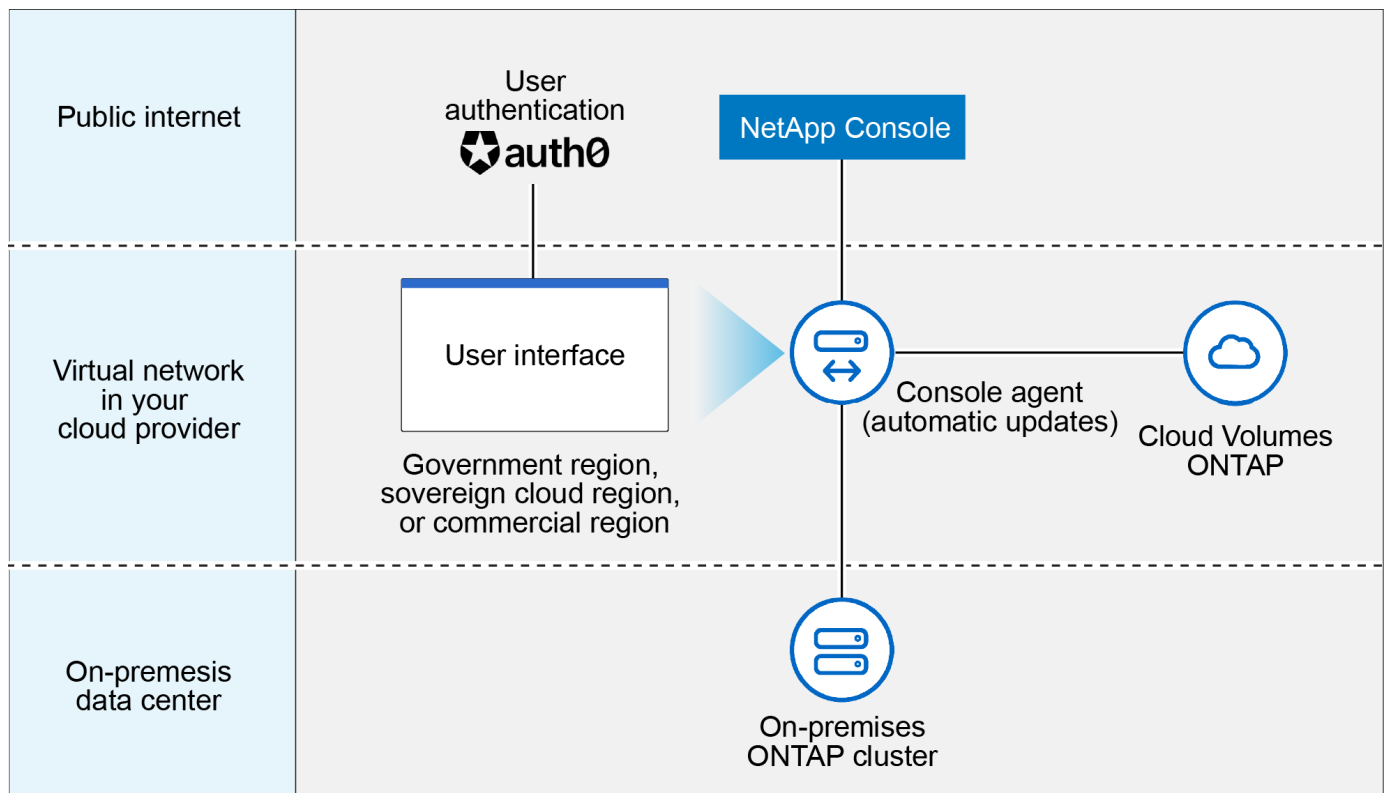 Public internet
User
authentication
auth0
NetApp Console
Virtual network
in your
cloud provider
User interface
Government region,
sovereign cloud region,
or commercial region
Console agent
(automatic updates)
Cloud Volumes
ONTAP
On-premesis
data center
On-premises
ONTAP cluster